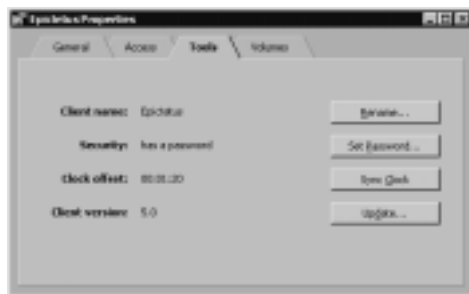 Epictetus Properties
General Access Tools Volumes
Client name: Epictetus Rename...
Security: has a password Set Password...
Clock offset: 00:01:20 Sync Clock
Client version: 5.0 Update...